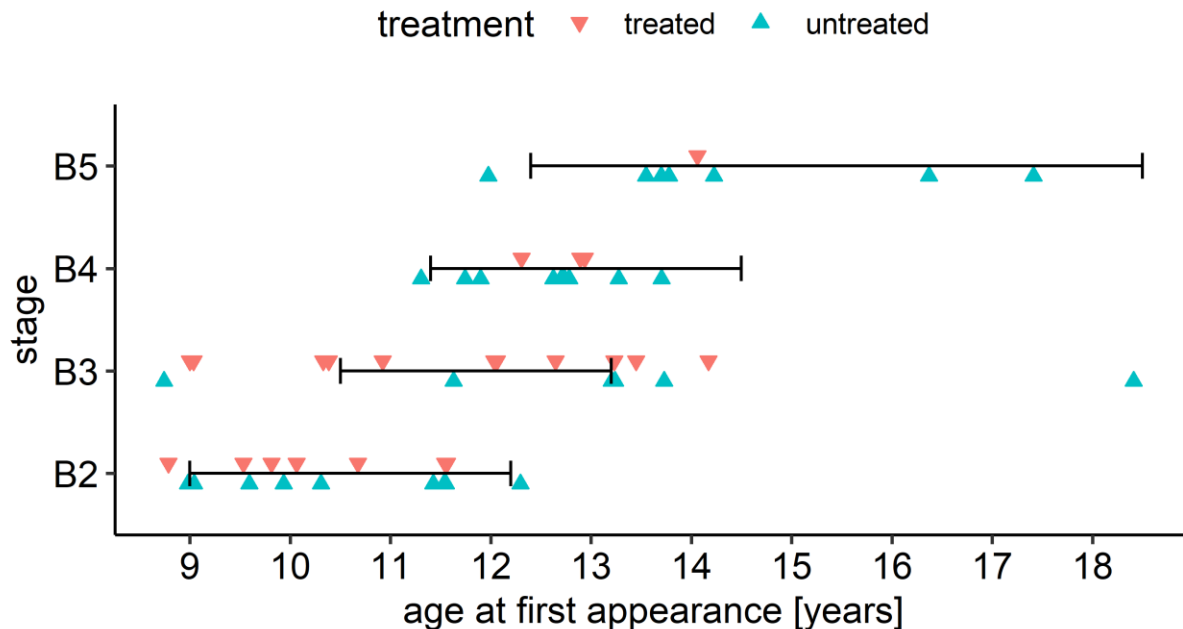 treatment treated untreated
B5
B4
B3
B2
stage
9 10 11 12 13 14 15 16 17 18
age at first appearance [years]